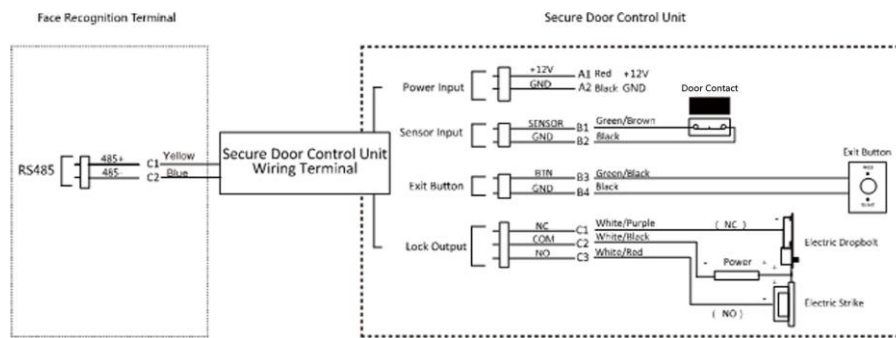 Face Recognition Terminal
Secure Door Control Unit
RS485
485+ C1 Yellow
485- C2 Blue
Secure Door Control Unit
Wiring Terminal
Power Input
+12V A1 Red +12V
GND A2 Black GND
Door Contact
Sensor Input
SENSOR B1 Green/Brown
GND B2 Black
Exit Button
Exit Button
BTN B3 Green/Black
GND B4 Black
Lock Output
NC C1 White/Purple
COM C2 White/Black
NO C3 White/Red
( NC ) -
Electric Dropbolt
- Power + +
+
- Electric Strike
( NO )